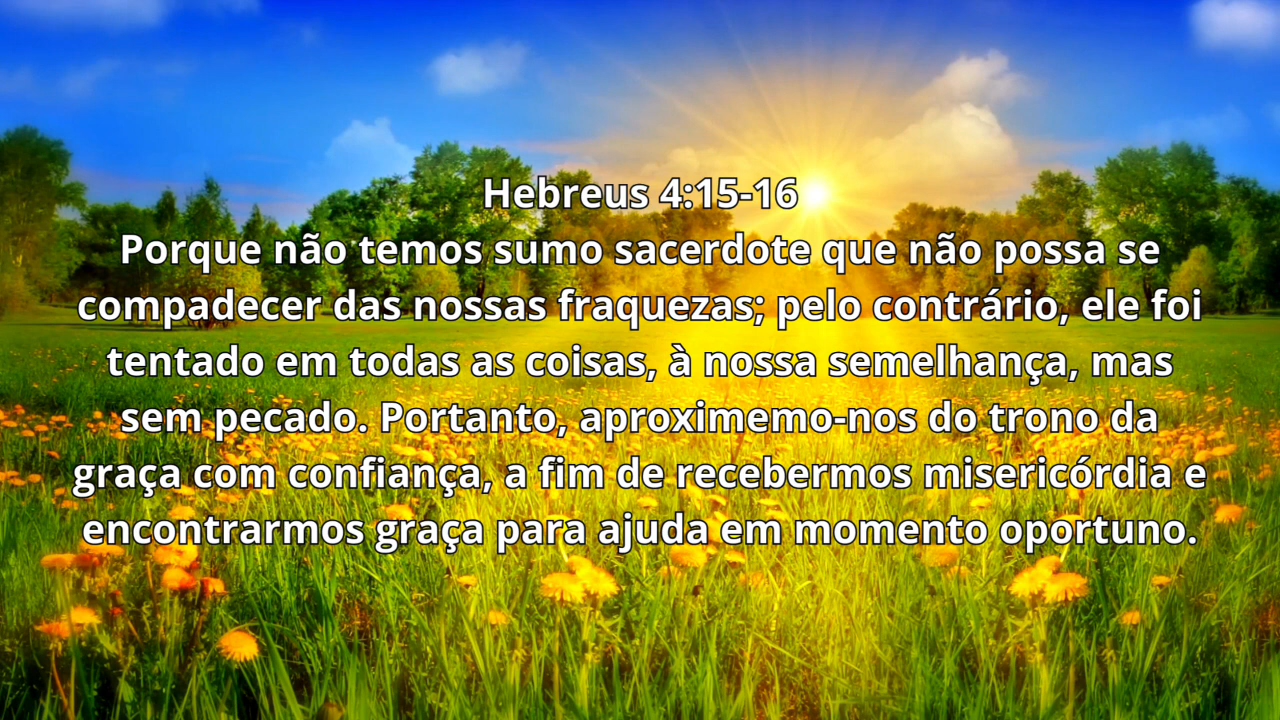 Hebreus 4:15-16
Porque não temos sumo sacerdote que não possa se
compadecer das nossas fraquezas; pelo contrário, ele foi
tentado em todas as coisas, à nossa semelhança, mas
sem pecado. Portanto, aproximemo-nos do trono da
graça com confiança, a fim de recebermos misericórdia e
encontrarmos graça para ajuda em momento oportuno.